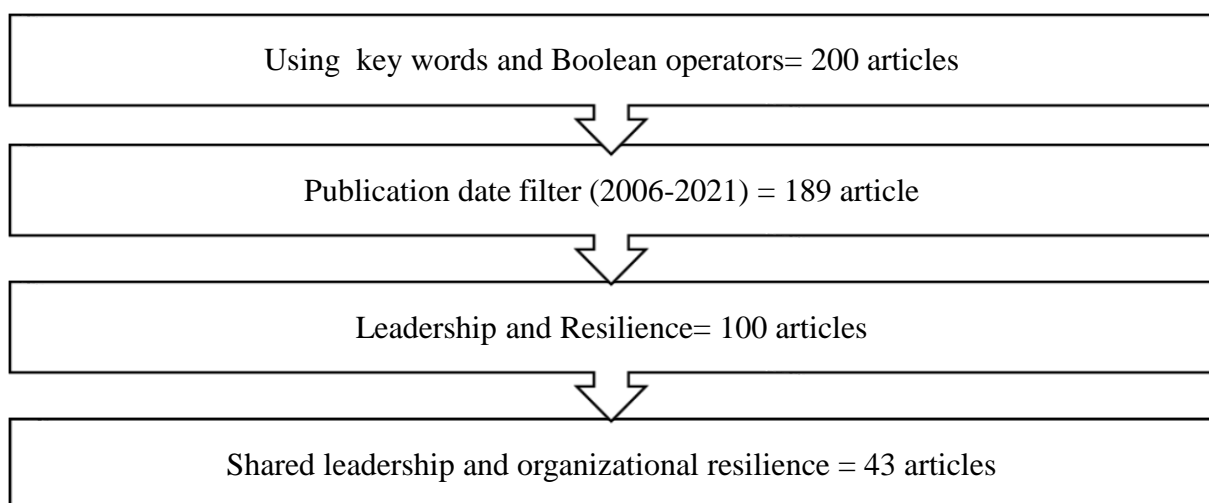 Using key words and Boolean operators= 200 articles
Publication date filter (2006-2021) = 189 article
Leadership and Resilience= 100 articles
Shared leadership and organizational resilience = 43 articles